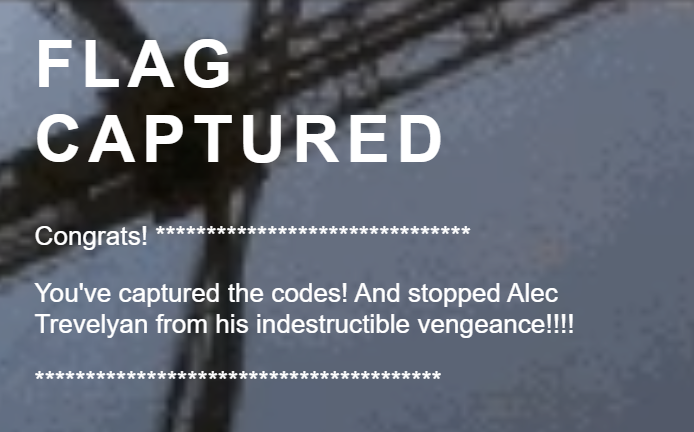 FLAG
CAPTURED
Congrats! *******************************
You've captured the codes! And stopped Alec
Trevelyan from his indestructible vengeance!!!!
****************************************